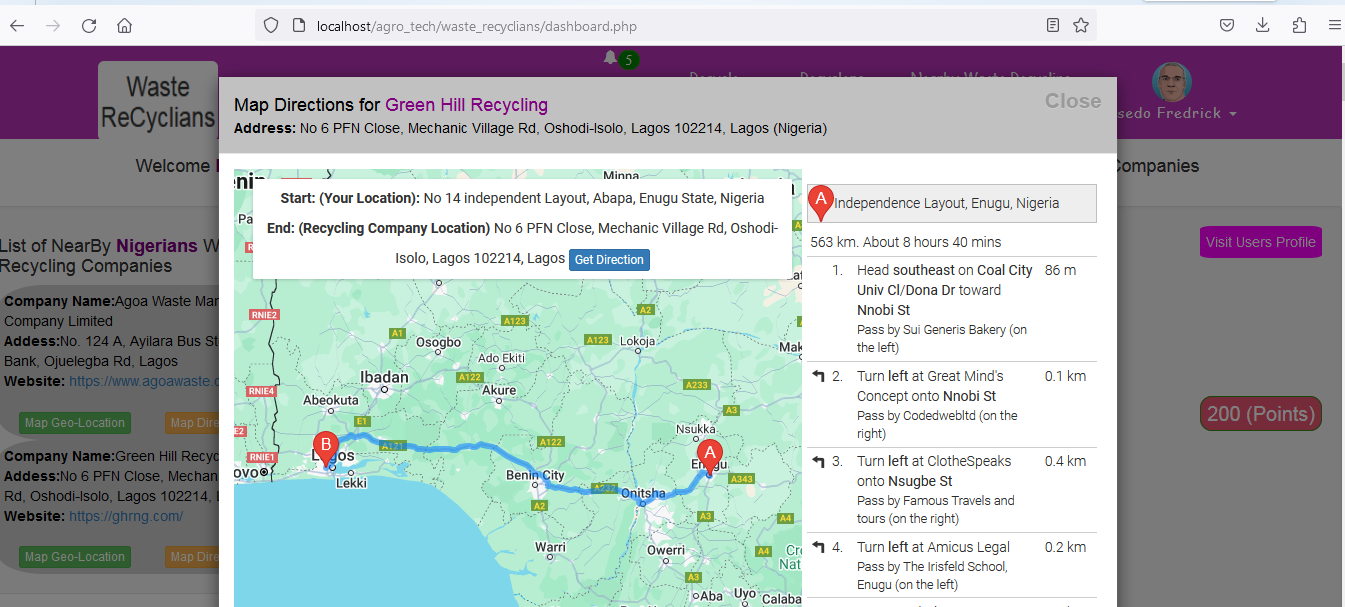 localhost/agro_tech/waste_recyclians/dashboard.php
5
Waste
ReCyclians
sedo Fredrick
Welcome
Companies
Map Directions for Green Hill Recycling
Close
Address: No 6 PFN Close, Mechanic Village Rd, Oshodi-Isolo, Lagos 102214, Lagos (Nigeria)
List of NearBy Nigerians W
Recycling Companies
Company Name:Agoa Waste Mar
Company Limited
Addess:No. 124 A, Ayilara Bus St
Bank, Ojuelegba Rd, Lagos
Website: https://www.agoawaste.c
Map Geo-Location
Map Dire
Company Name:Green Hill Recyc
Addess:No 6 PFN Close, Mechan
Rd, Oshodi-Isolo, Lagos 102214,
Website: https://ghrng.com/
Map Geo-Location
Map Dire
Start: (Your Location): No 14 independent Layout, Abapa, Enugu State, Nigeria
End: (Recycling Company Location) No 6 PFN Close, Mechanic Village Rd, Oshodi-
Isolo, Lagos 102214, Lagos Get Direction
Minna
RNIE2
A2
A123
A1
Osogbo
A123
Lokoja
Ado Ekiti
Mak
Ibadan
A122
RNIE4
Akure
A233
Abeokuta
A3
E1
Nsukka
E2
B
A121
A122
A
RNIE1
Lagos
Enugu
ovo
Lekki
Benin City
A232
Onitsha
A343
A2
A3
A4
Warri
Owerri
A4
Cro
Nat
A3
Aba
Uyo
Calaba
A
Independence Layout, Enugu, Nigeria
563 km. About 8 hours 40 mins
1. Head southeast on Coal City 86 m
Univ Cl/Dona Dr toward
Nnobi St
Pass by Sui Generis Bakery (on
the left)
2. Turn left at Great Mind's 0.1 km
Concept onto Nnobi St
Pass by Codedwebltd (on the
right)
3. Turn left at ClotheSpeaks 0.4 km
onto Nsugbe St
Pass by Famous Travels and
tours (on the right)
4. Turn left at Amicus Legal 0.2 km
Pass by The Irisfeld School,
Enugu (on the left)
Visit Users Profile
200 (Points)